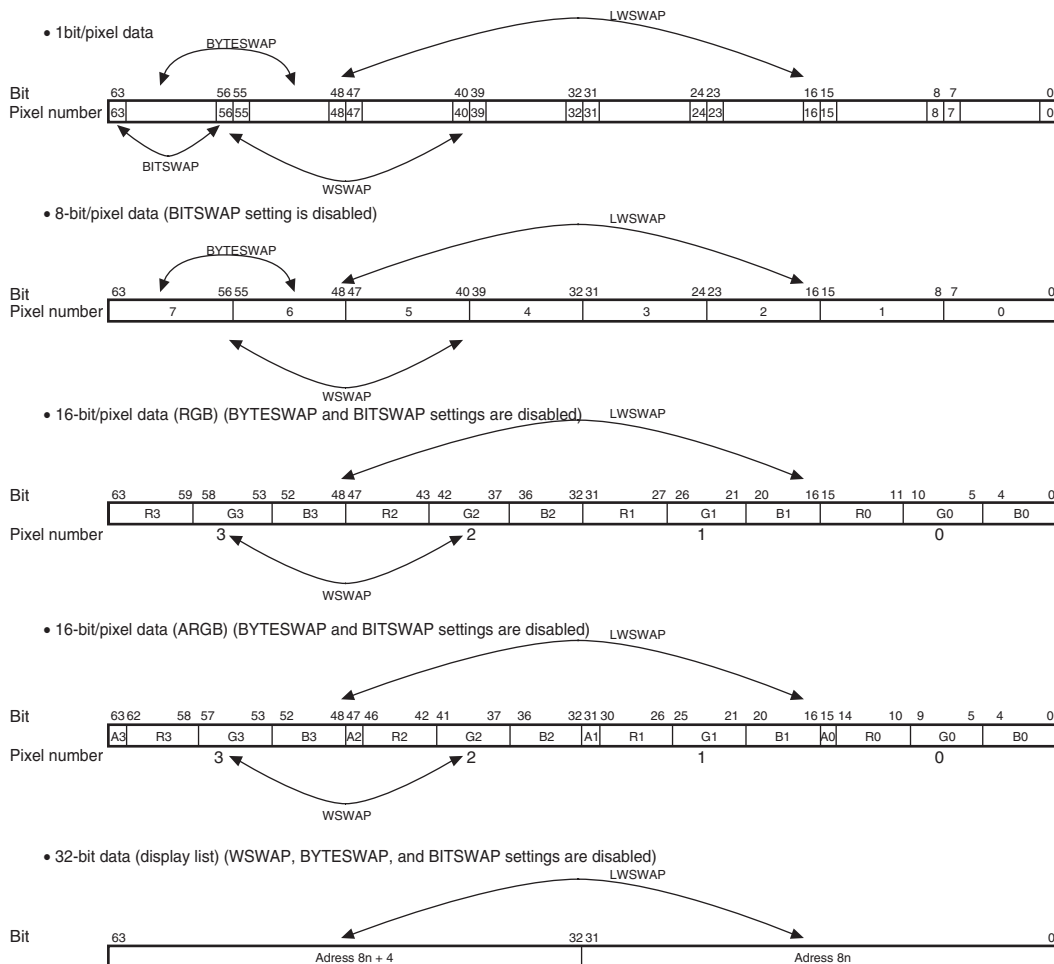 • 1bit/pixel data
LWSWAP
BYTESWAP
Bit 63 56 55 48 47 40 39 32 31 24 23 16 15 8 7 0
Pixel number 63 56 55 48 47 40 39 32 31 24 23 16 15 8 7 0
BITSWAP
WSWAP
• 8-bit/pixel data (BITSWAP setting is disabled)
LWSWAP
BYTESWAP
Bit 63 56 55 48 47 40 39 32 31 24 23 16 15 8 7 0
Pixel number 7 6 5 4 3 2 1 0
WSWAP
• 16-bit/pixel data (RGB) (BYTESWAP and BITSWAP settings are disabled)
LWSWAP
Bit 63 59 58 53 52 48 47 43 42 37 36 32 31 27 26 21 20 16 15 11 10 5 4 0
R3 G3 B3 R2 G2 B2 R1 G1 B1 R0 G0 B0
Pixel number 3 2 1 0
WSWAP
• 16-bit/pixel data (ARGB) (BYTESWAP and BITSWAP settings are disabled)
LWSWAP
Bit 63 62 58 57 53 52 48 47 46 42 41 37 36 32 31 30 26 25 21 20 16 15 14 10 9 5 4 0
A3 R3 G3 B3 A2 R2 G2 B2 A1 R1 G1 B1 A0 R0 G0 B0
Pixel number 3 2 1 0
WSWAP
• 32-bit data (display list) (WSWAP, BYTESWAP, and BITSWAP settings are disabled)
LWSWAP
Bit 63 32 31 0
Adress 8n + 4 Adress 8n